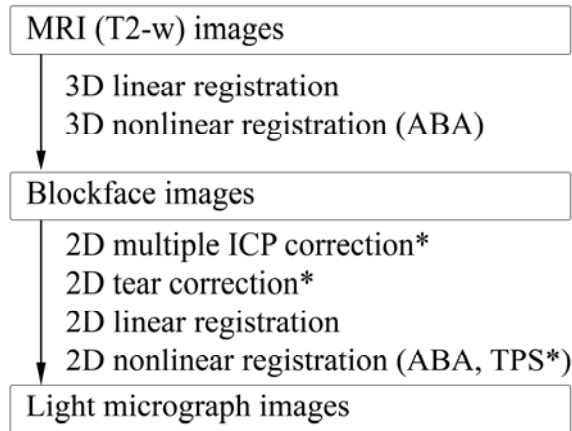 MRI (T2-w) images
3D linear registration
3D nonlinear registration (ABA)
Blockface images
2D multiple ICP correction*
2D tear correction*
2D linear registration
2D nonlinear registration (ABA, TPS*)
Light micrograph images